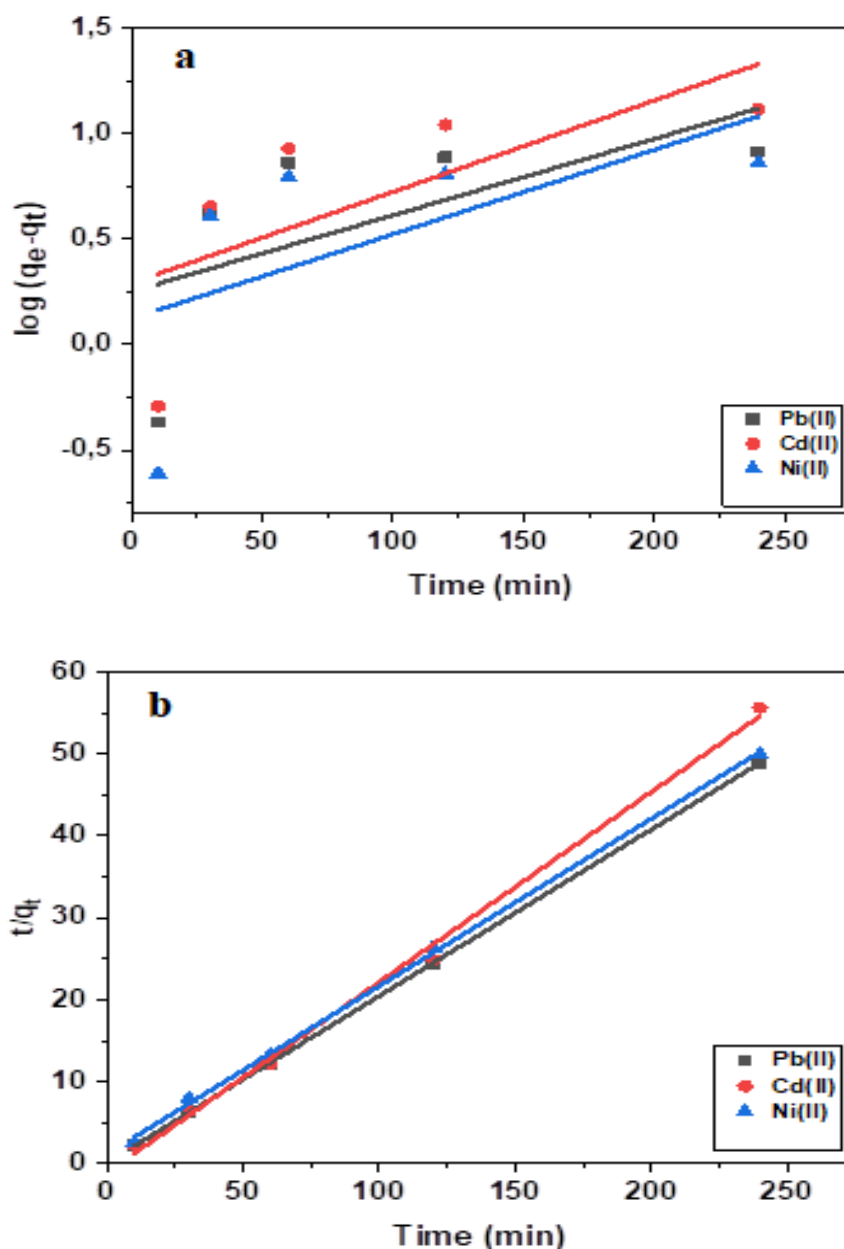 a
1,5
1,0
0,5
0,0
-0,5
log (qe-qt)
0 50 100 150 200 250
Time (min)
Pb(II)
Cd(II)
Ni(II)
b
60
50
40
30
20
10
0
t/qt
0 50 100 150 200 250
Time (min)
Pb(II)
Cd(II)
Ni(II)